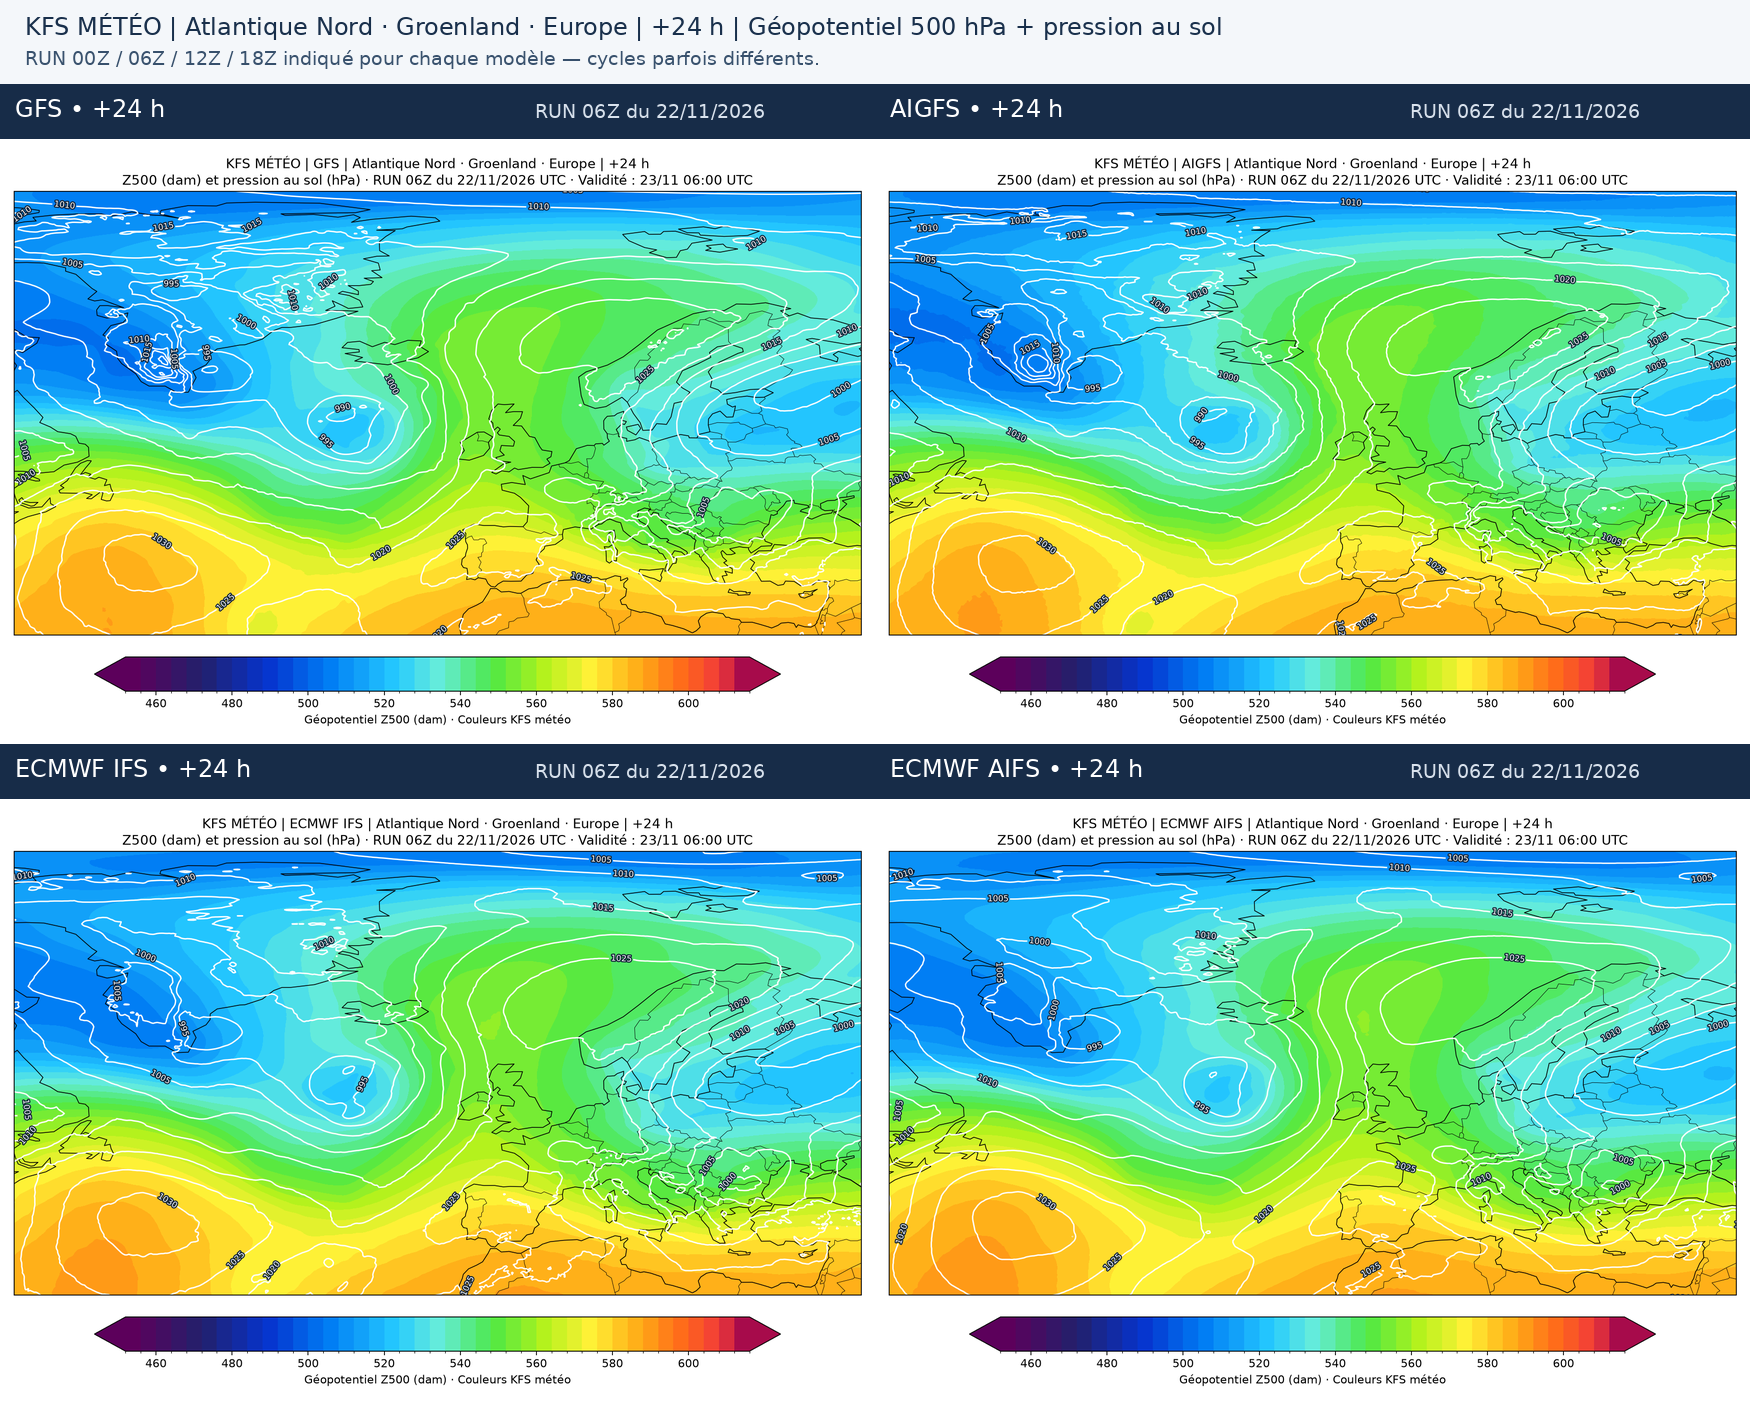 KFS MÉTÉO | Atlantique Nord · Groenland · Europe | +24 h | Géopotentiel 500 hPa + pression au sol
RUN 00Z / 06Z / 12Z / 18Z indiqué pour chaque modèle — cycles parfois différents.
GFS • +24 h
RUN 06Z du 22/11/2026
AIGFS • +24 h
RUN 06Z du 22/11/2026
KFS MÉTÉO | GFS | Atlantique Nord · Groenland · Europe | +24 h
Z500 (dam) et pression au sol (hPa) · RUN 06Z du 22/11/2026 UTC · Validité : 23/11 06:00 UTC
KFS MÉTÉO | AIGFS | Atlantique Nord · Groenland · Europe | +24 h
Z500 (dam) et pression au sol (hPa) · RUN 06Z du 22/11/2026 UTC · Validité : 23/11 06:00 UTC
460 480 500 520 540 560 580 600
Géopotentiel Z500 (dam) · Couleurs KFS météo
460 480 500 520 540 560 580 600
Géopotentiel Z500 (dam) · Couleurs KFS météo
ECMWF IFS • +24 h
RUN 06Z du 22/11/2026
ECMWF AIFS • +24 h
RUN 06Z du 22/11/2026
KFS MÉTÉO | ECMWF IFS | Atlantique Nord · Groenland · Europe | +24 h
Z500 (dam) et pression au sol (hPa) · RUN 06Z du 22/11/2026 UTC · Validité : 23/11 06:00 UTC
KFS MÉTÉO | ECMWF AIFS | Atlantique Nord · Groenland · Europe | +24 h
Z500 (dam) et pression au sol (hPa) · RUN 06Z du 22/11/2026 UTC · Validité : 23/11 06:00 UTC
460 480 500 520 540 560 580 600
Géopotentiel Z500 (dam) · Couleurs KFS météo
460 480 500 520 540 560 580 600
Géopotentiel Z500 (dam) · Couleurs KFS météo